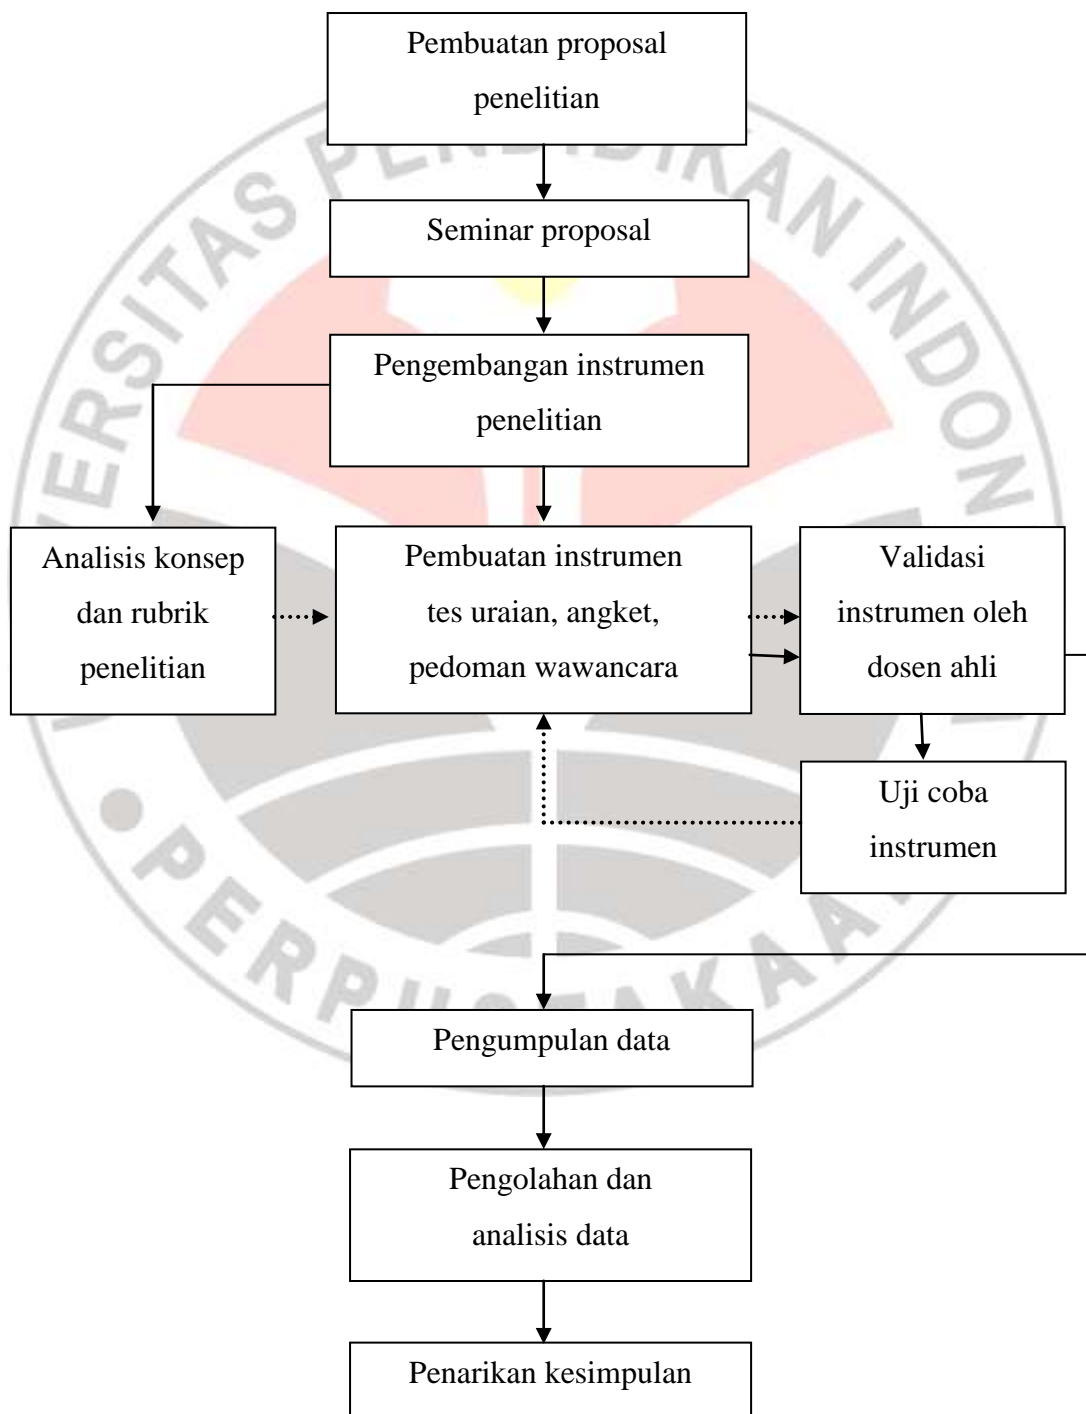 Pembuatan proposal
penelitian
Seminar proposal
Pengembangan instrumen
penelitian
Analisis konsep
dan rubrik
penelitian
Pembuatan instrumen
tes uraian, angket,
pedoman wawancara
Validasi
instrumen oleh
dosen ahli
Uji coba
instrumen
Pengumpulan data
Pengolahan dan
analisis data
Penarikan kesimpulan
PERPUSTAKAAN